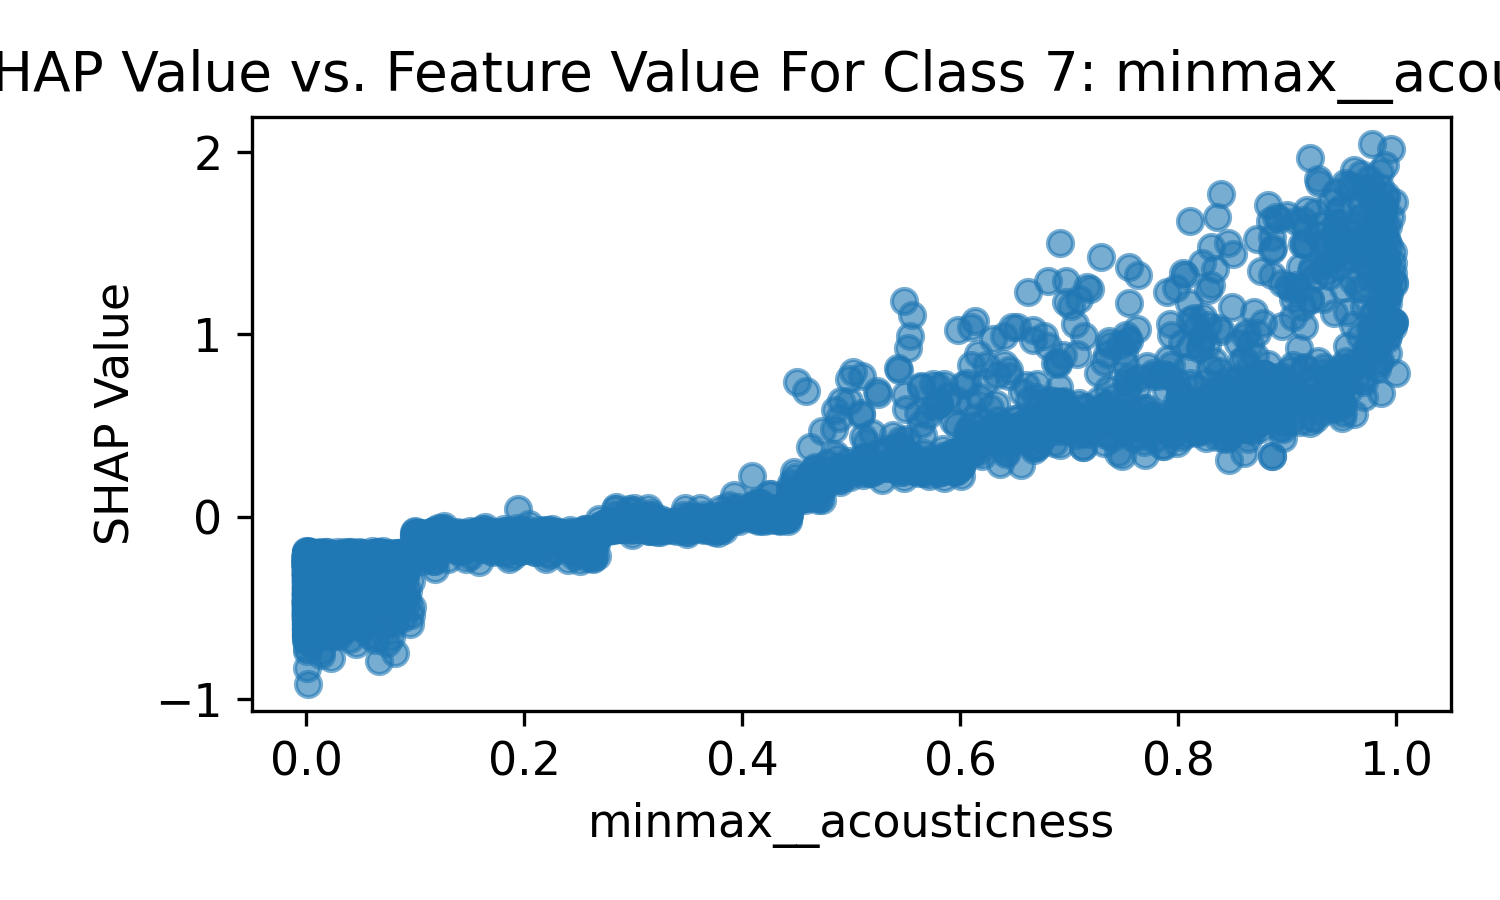 HAP Value vs. Feature Value For Class 7: minmax__acou
2
1
0
−1
SHAP Value
0.0 0.2 0.4 0.6 0.8 1.0
minmax__acousticness